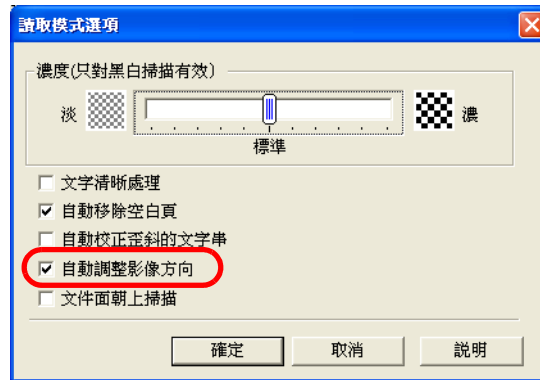 讀取模式選項
濃度(只對黑白掃描有效)
淡 濃
標準
文字清晰處理
自動移除空白頁
自動校正歪斜的文字串
自動調整影像方向
文件面朝上掃描
確定 取消 説明